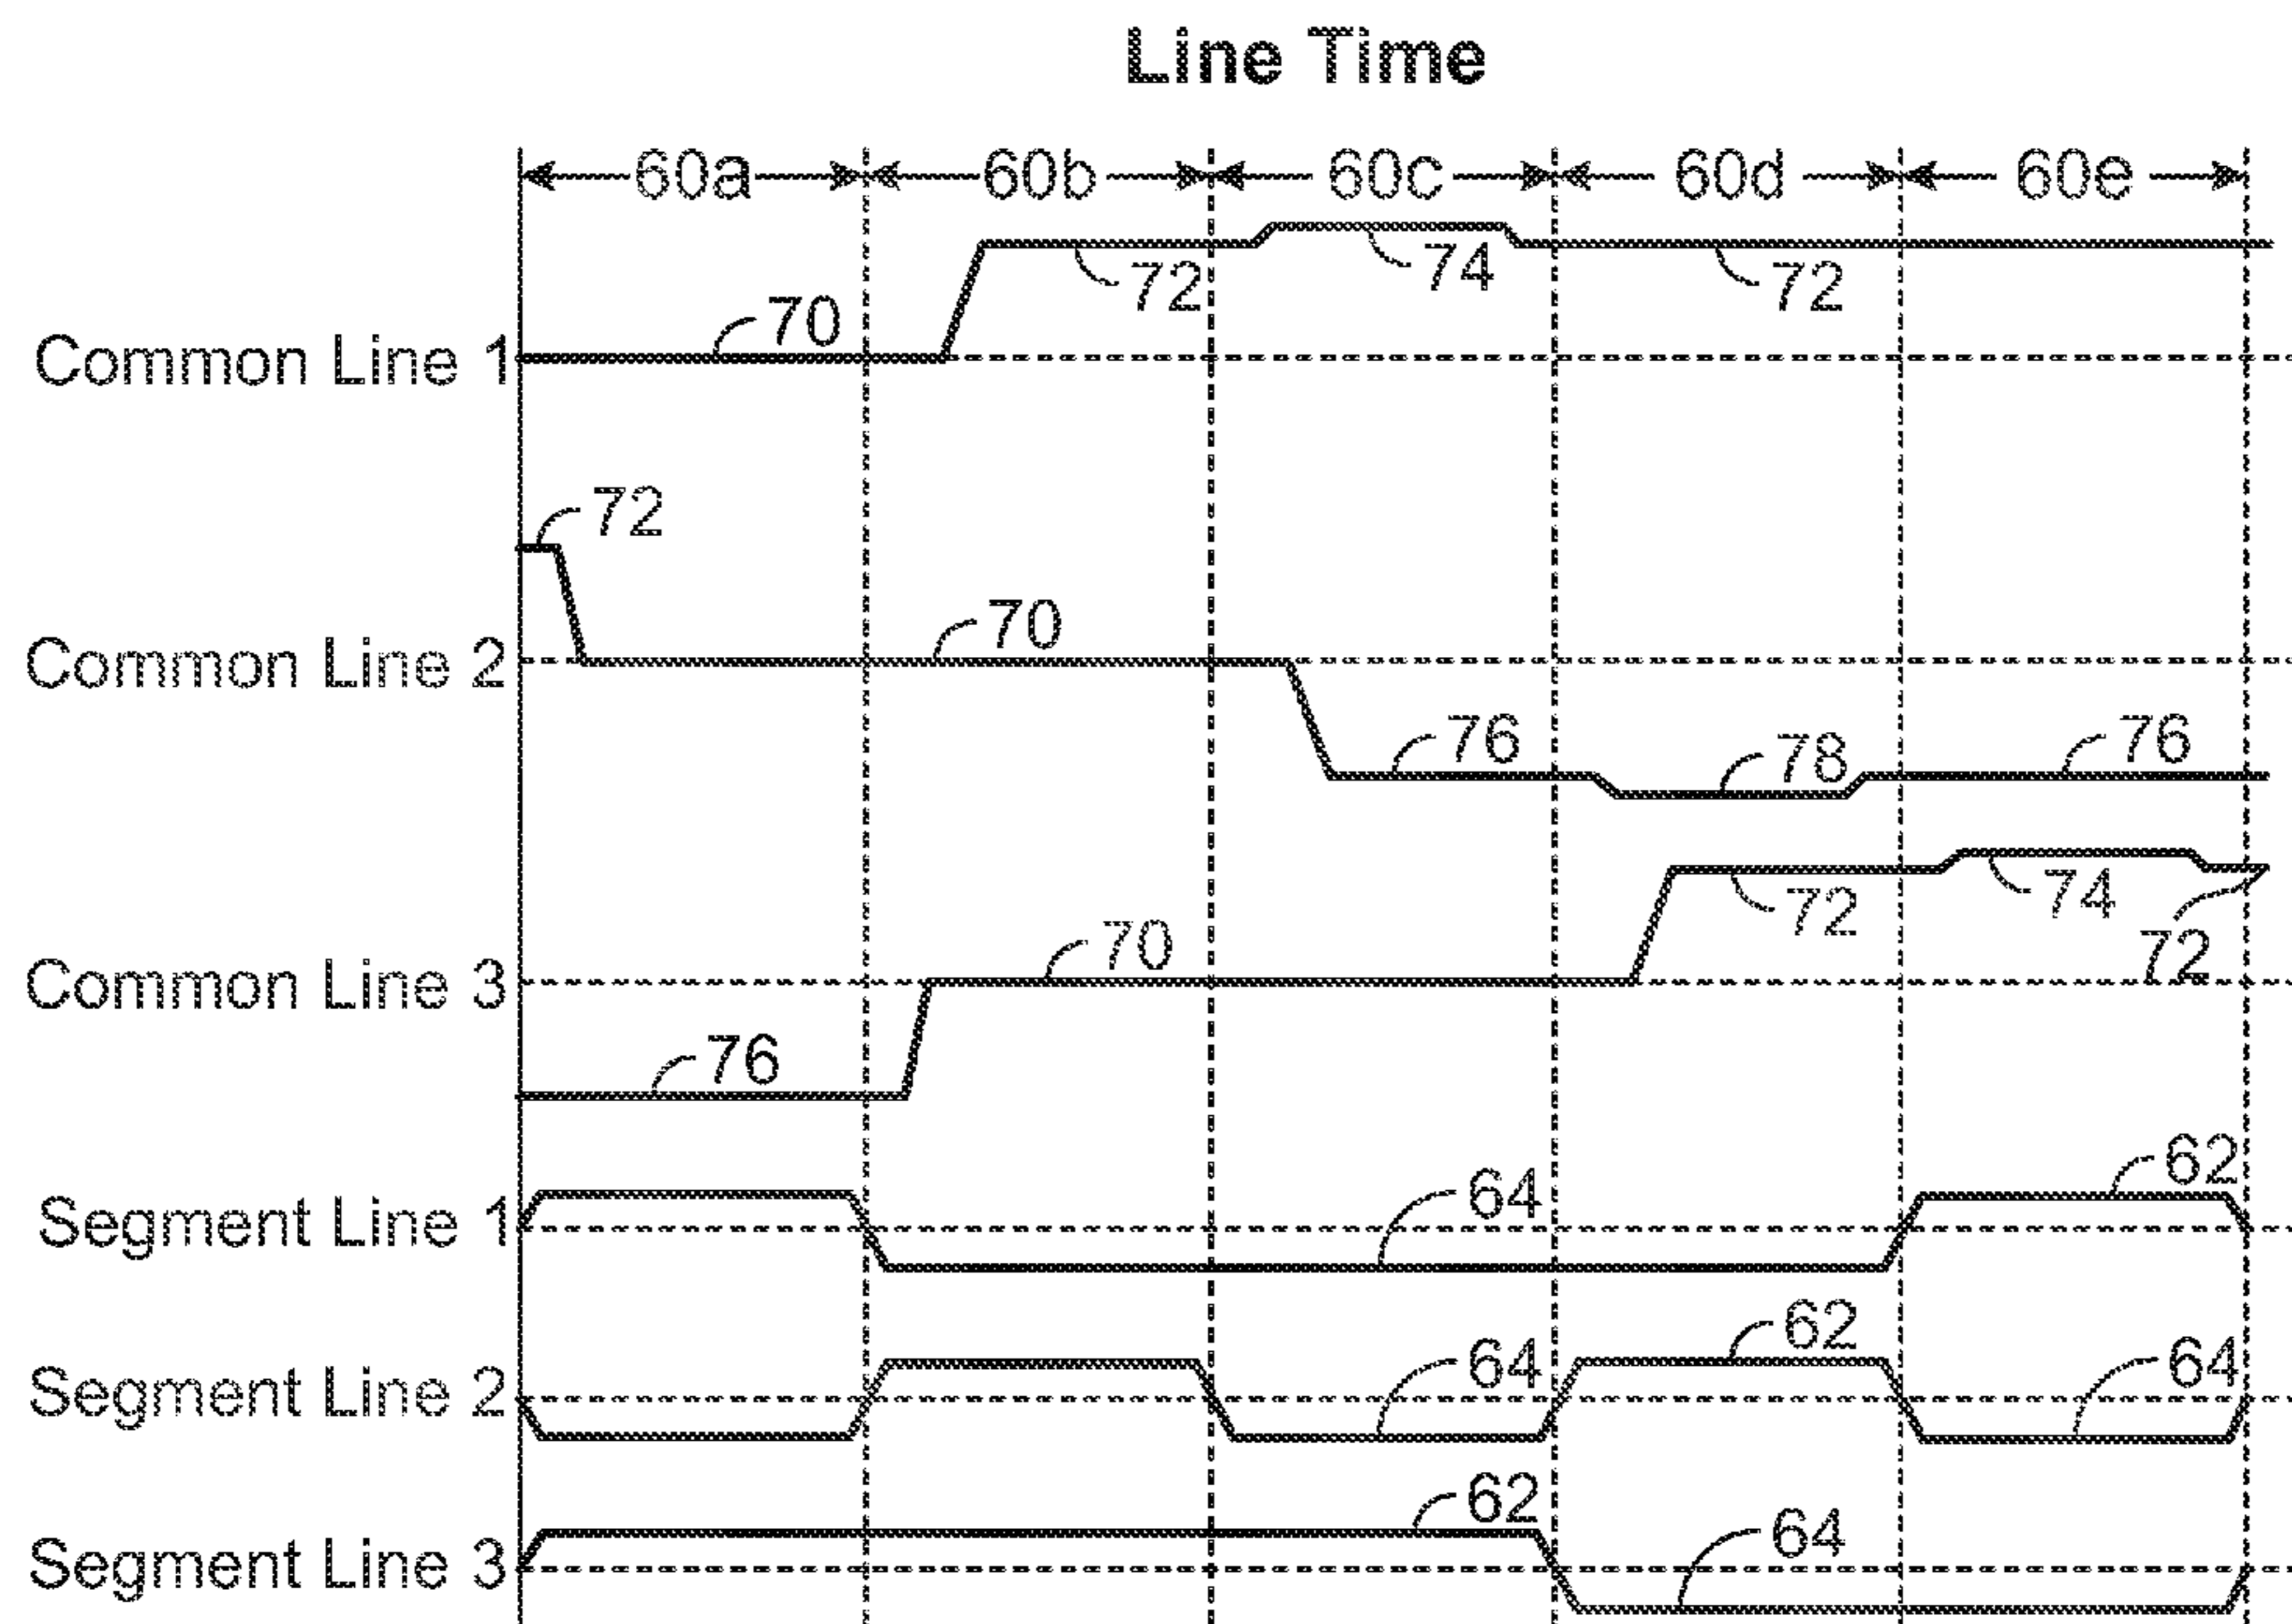 Line Time
60a 60b 60c 60d 60e
72 74 72
70
Common Line 1
72
70
Common Line 2
76 78 76
72 74 72
70
Common Line 3
76
62
64
Segment Line 1
62
64 64
Segment Line 2
62
64
Segment Line 3